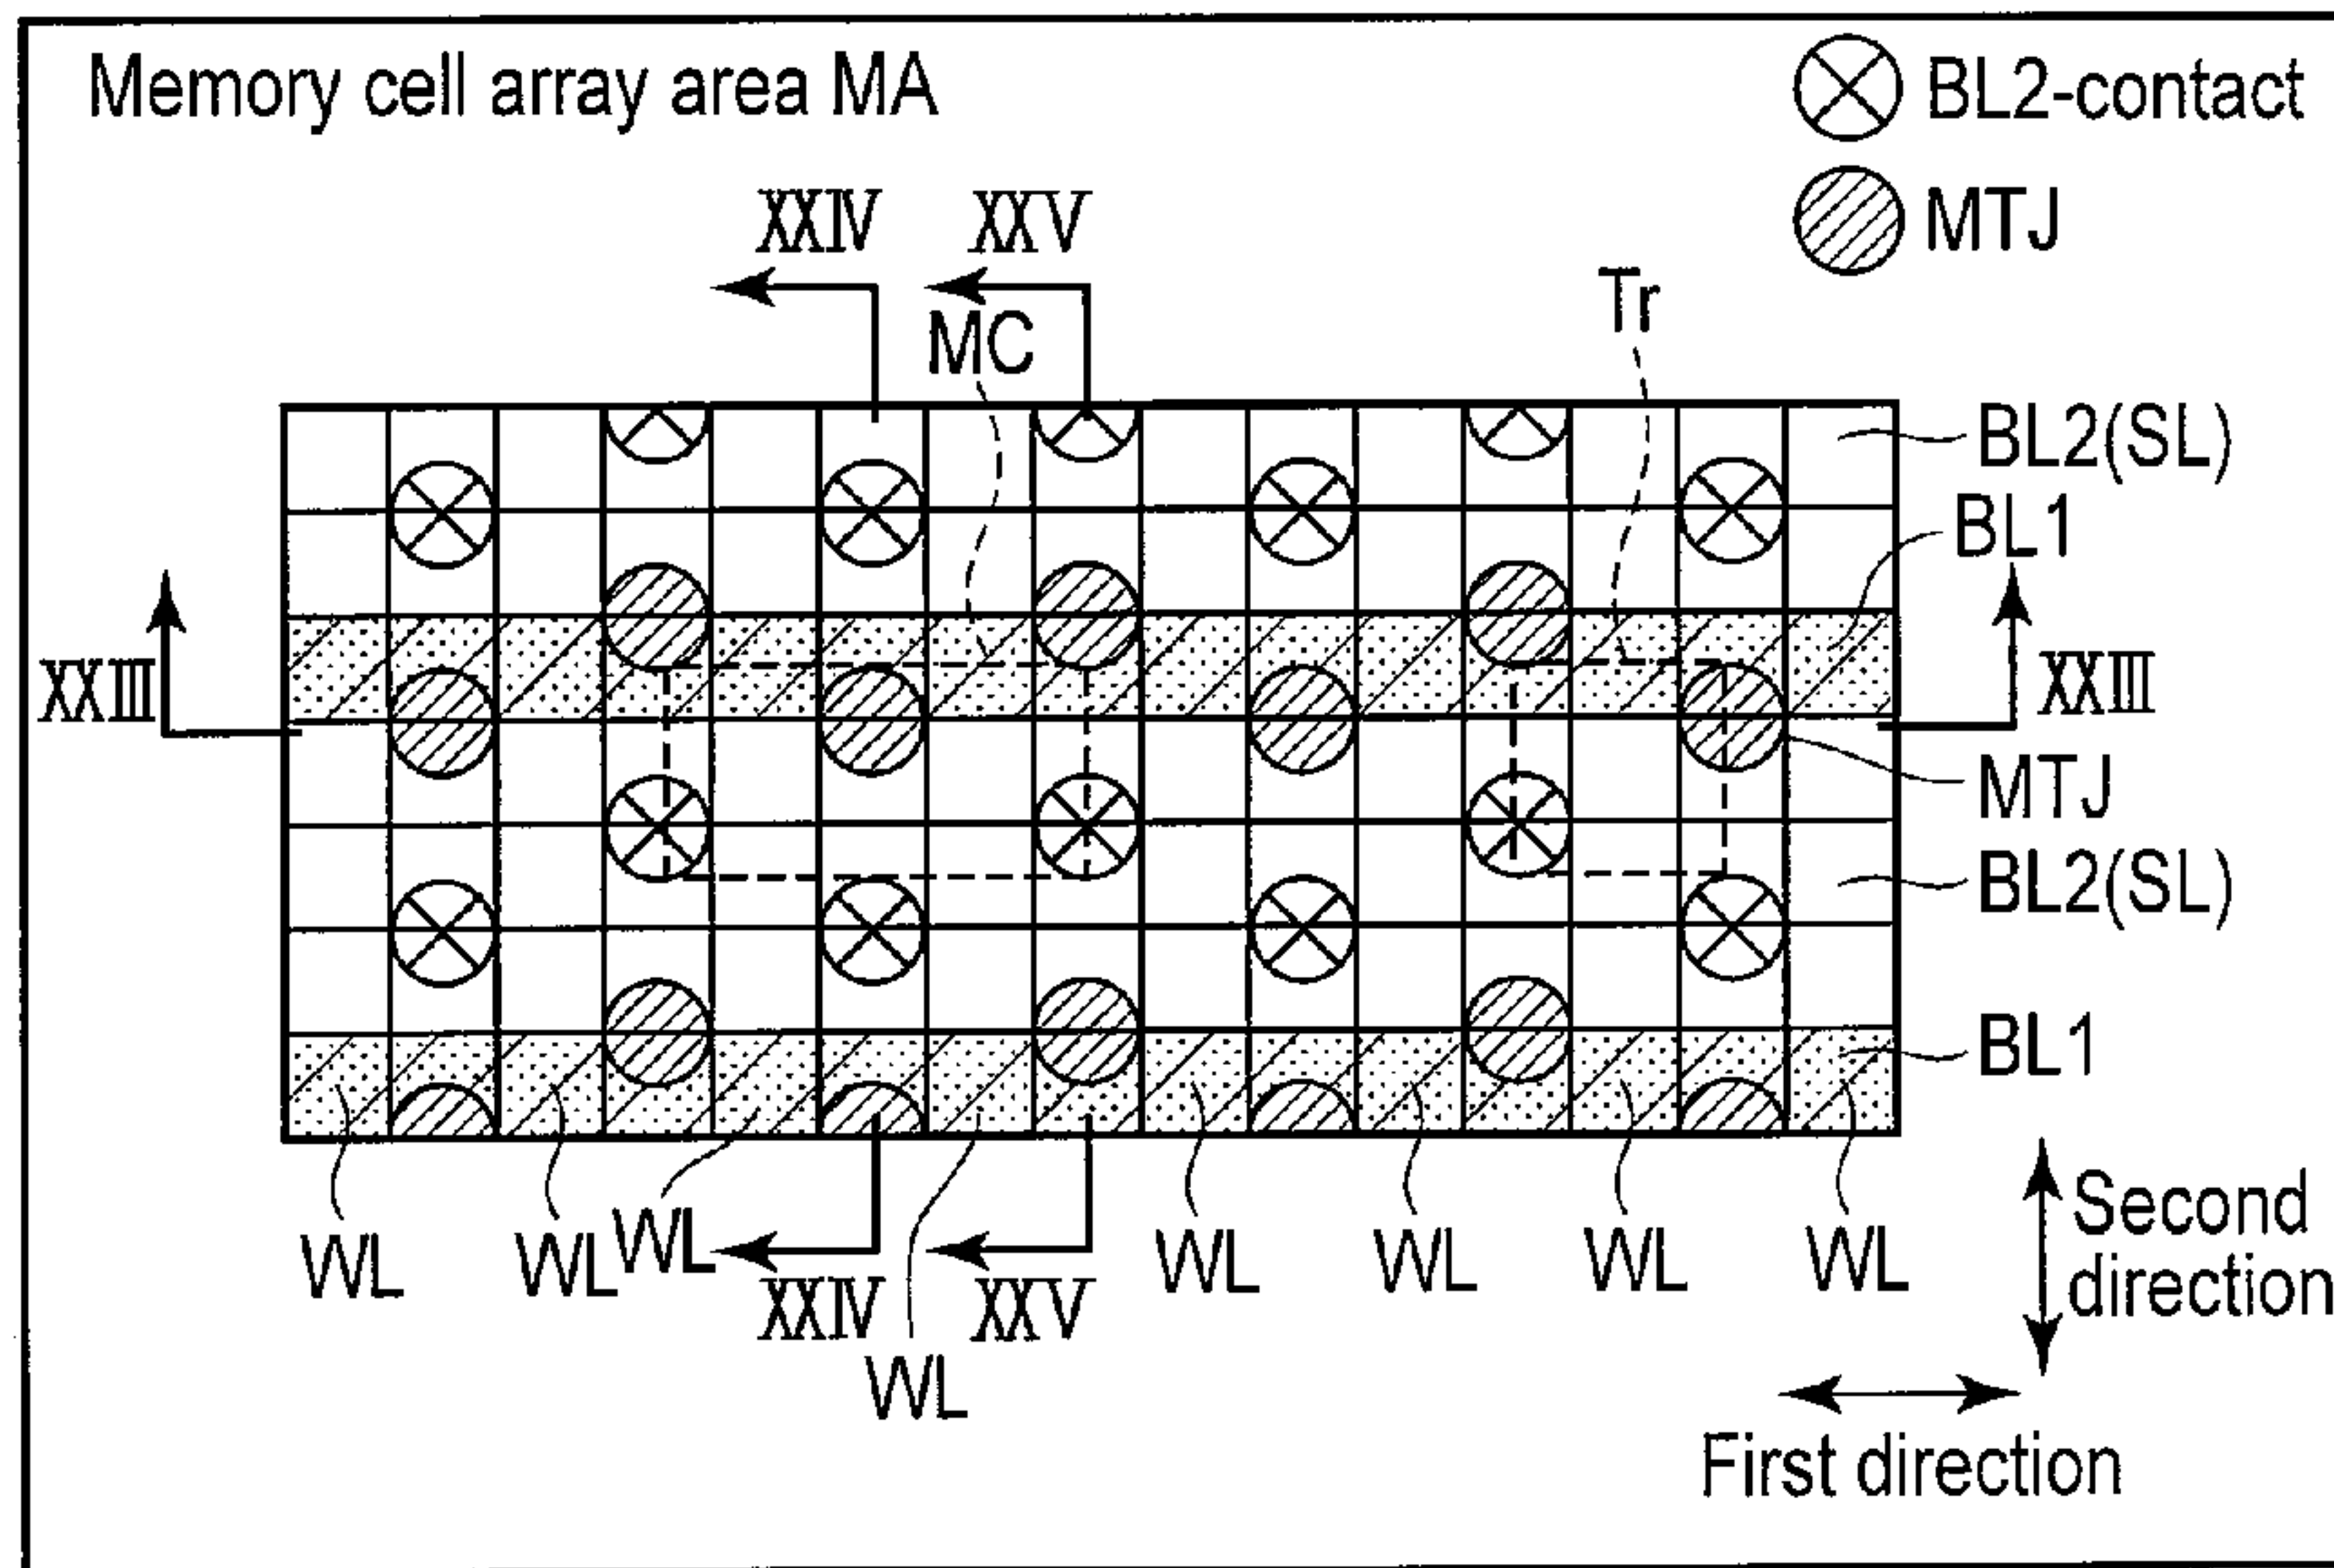 Memory cell array area MA
BL2-contact
MTJ
XXIV
XXV
MC
Tr
BL2(SL)
BL1
XXIII
XXIII
MTJ
BL2(SL)
BL1
WL
WL
WL
WL
WL
WL
WL
WL
XXIV
XXV
Second
direction
First direction